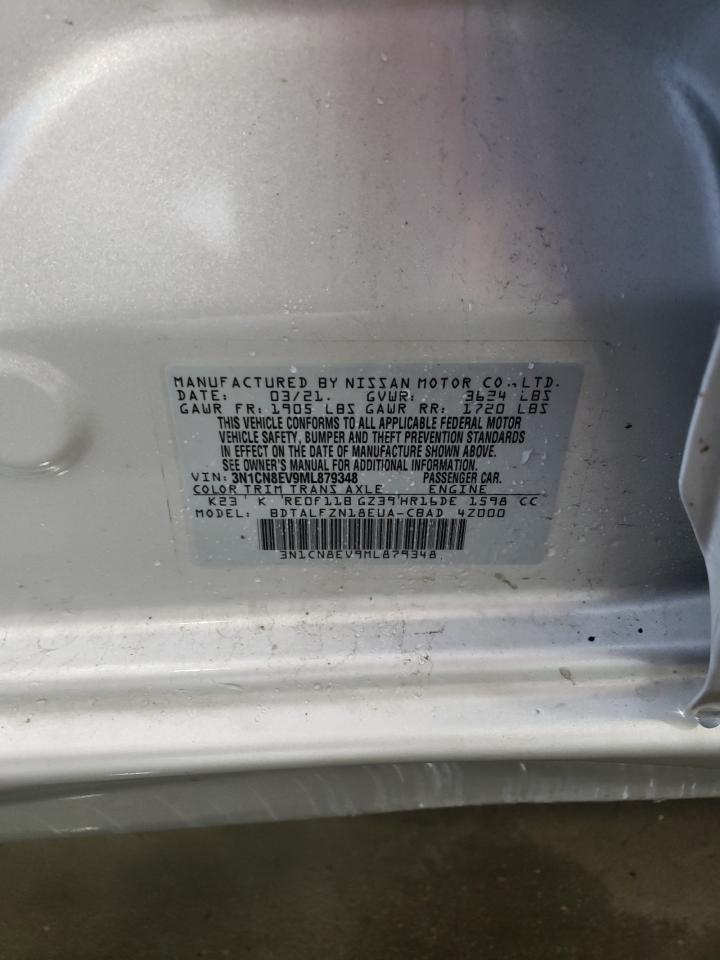 MANUFACTURED BY NISSAN MOTOR CO., LTD.
DATE: 03/21. GVWR: 3624 LBS
GAWR FR: 1905 LBS GAWR RR: 1720 LBS
THIS VEHICLE CONFORMS TO ALL APPLICABLE FEDERAL MOTOR
VEHICLE SAFETY, BUMPER AND THEFT PREVENTION STANDARDS
IN EFFECT ON THE DATE OF MANUFACTURE SHOWN ABOVE.
SEE OWNER'S MANUAL FOR ADDITIONAL INFORMATION.
VIN: 3N1CN8EV9ML879348 PASSENGER CAR.
COLOR TRIM TRANS AXLE ENGINE
K23 ' K ' RE0F11B GZ39 ' HR16DE 1598 CC
MODEL: BDTALFZN18EUA-CBAD 4Z000
3N1CN8EV9ML879348